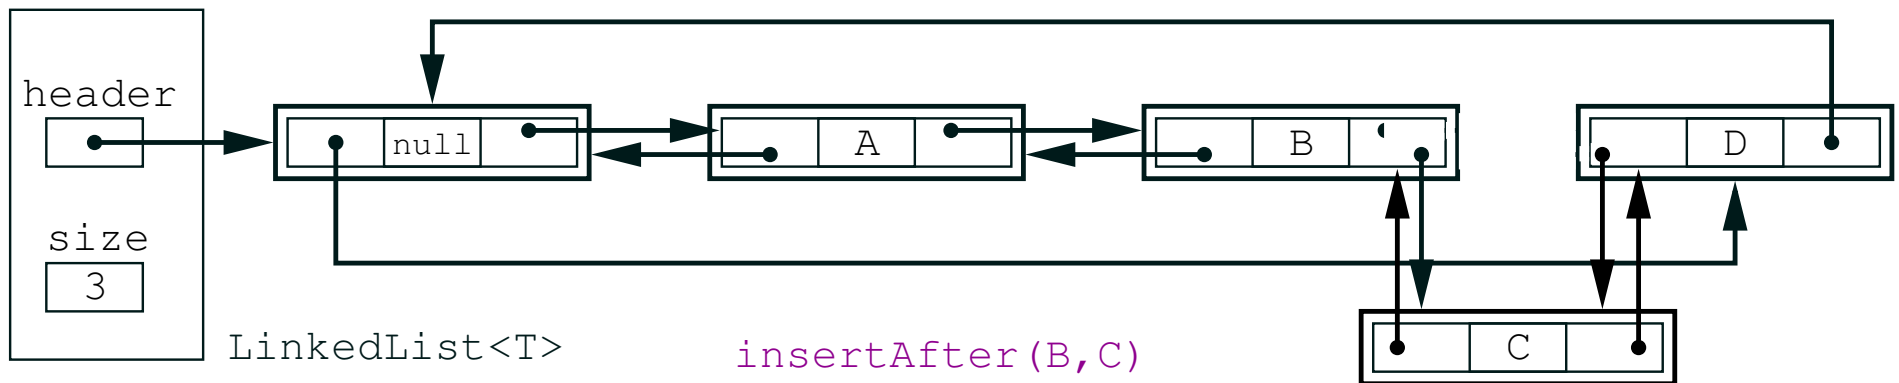 header
null
A
B
D
size
3
LinkedList<T>
insertAfter(B,C)
C